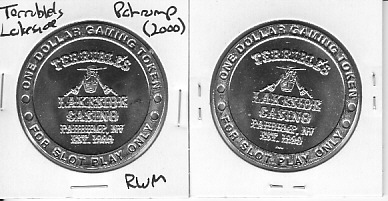 Terribles
Lakeside
Pahrump
(2000)
ONE DOLLAR GAMING TOKEN
TERRIBLE'S
LAKESIDE
CASINO
PAHRUMP, NV
FOR SLOT PLAY ONLY
RWM
ONE DOLLAR GAMING TOKEN
TERRIBLE'S
LAKESIDE
CASINO
PAHRUMP, NV
FOR SLOT PLAY ONLY